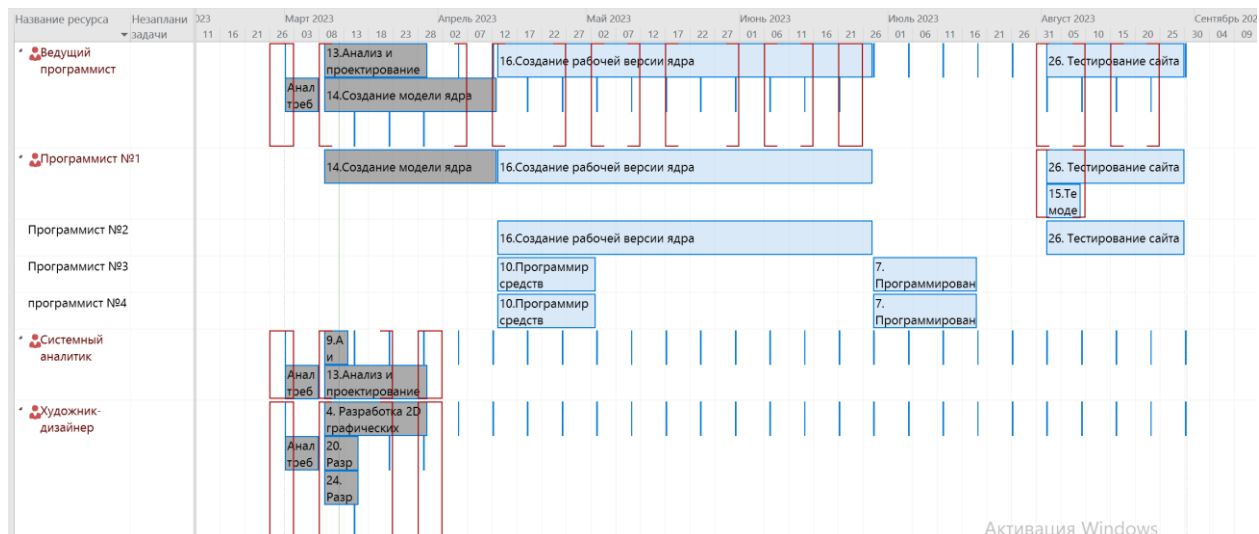 Название ресурса Незаплани 023 Март 2023 Апрель 2023 Май 2023 Июнь 2023 Июль 2023 Август 2023 Сентябрь 202
задачи 11 16 21 26 03 08 13 18 23 28 02 07 12 17 22 27 02 07 12 17 22 27 01 06 11 16 21 26 01 06 11 16 21 26 31 05 10 15 20 25 30 04 09
Ведущий
программист
13.Анализ и
проектирование
16.Создание рабочей версии ядра
26. Тестирование сайта
Анал
треб
14.Создание модели ядра
Программист №1
14.Создание модели ядра
16.Создание рабочей версии ядра
26. Тестирование сайта
15.Те
моде
Программист №2
16.Создание рабочей версии ядра
26. Тестирование сайта
Программист №3
10.Программир
средств
7.
Программирован
программист №4
10.Программир
средств
7.
Программирован
Системный
аналитик
9.А
и
Анал
треб
13.Анализ и
проектирование
Художник-
дизайнер
4. Разработка 2D
графических
Анал
треб
20.
Разр
24.
Разр
Активация Windows